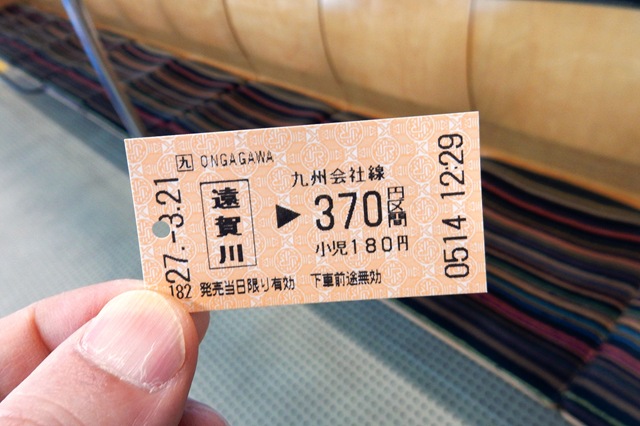 九 ONGAGAWA
九州会社線
遠賀川 ▶ 370円区間
小児180円
発売当日限り有効 下車前途無効
27.-3.21
182
0514 12:29